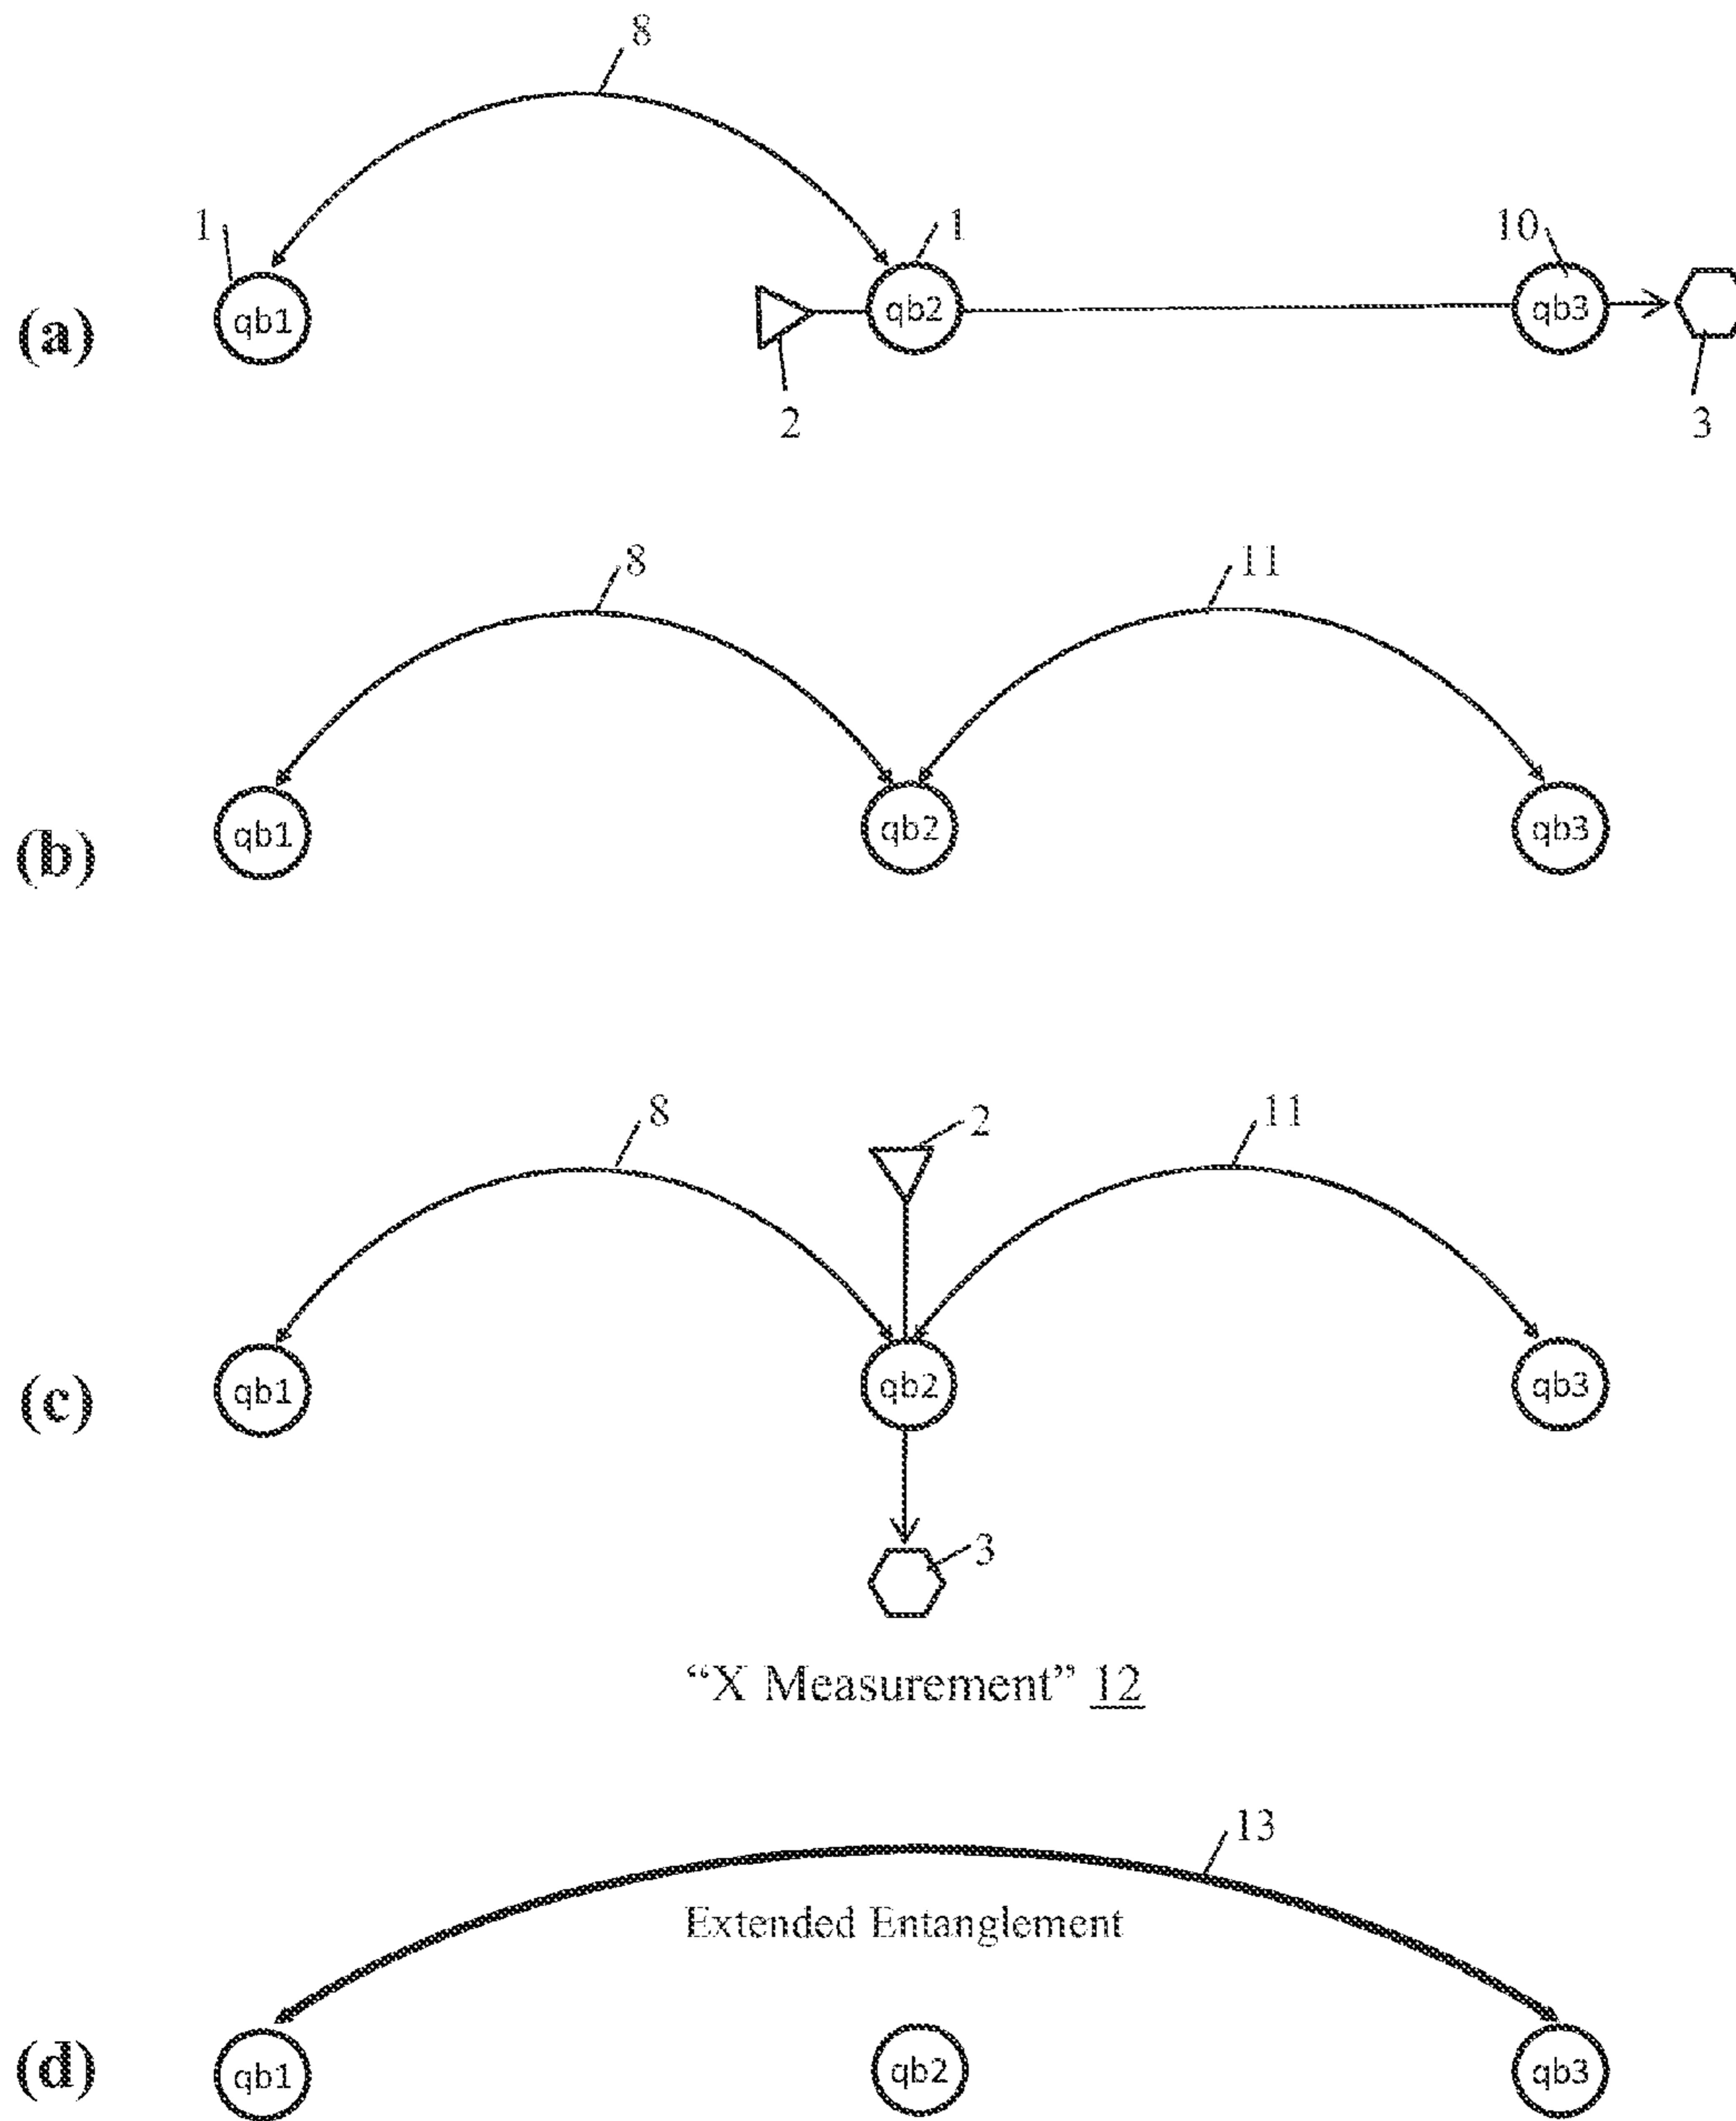 8
1 1 10
(a) qb1 qb2 qb3
2 3
8 11
(b) qb1 qb2 qb3
8 2 11
(c) qb1 qb2 qb3
3
“X Measurement” 12
13
Extended Entanglement
(d) qb1 qb2 qb3